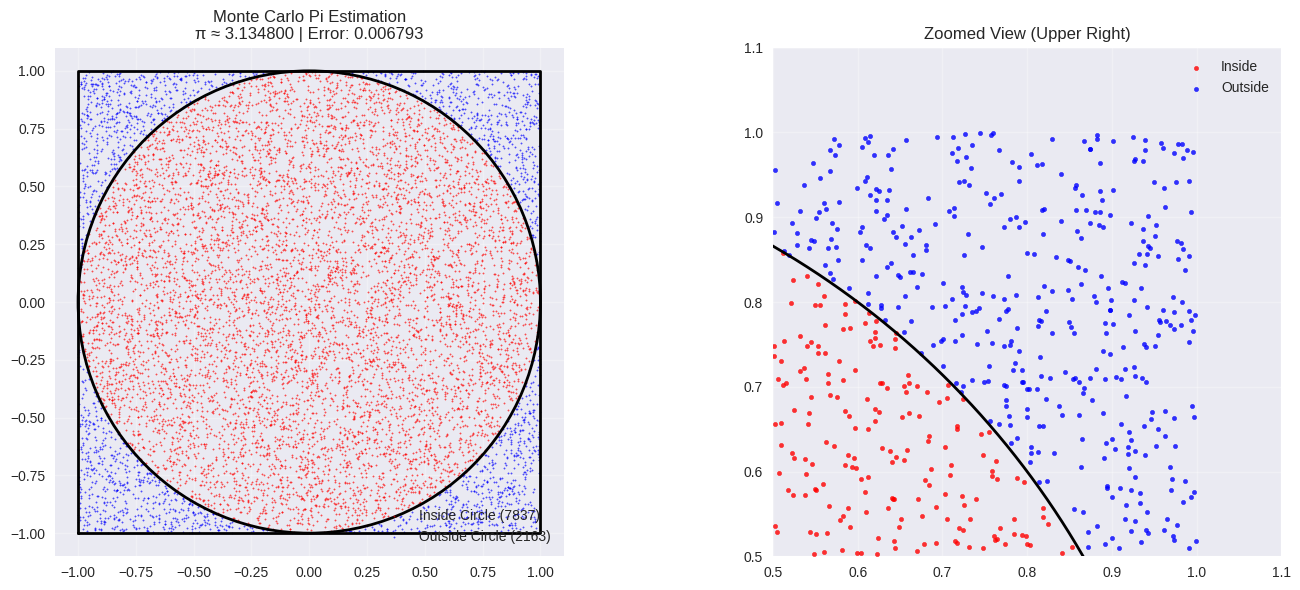 Monte Carlo Pi Estimation
π ≈ 3.134800 | Error: 0.006793
1.00
0.75
0.50
0.25
0.00
−0.25
−0.50
−0.75
−1.00
Inside Circle (7837)
Outside Circle (2163)
−1.00 −0.75 −0.50 −0.25 0.00 0.25 0.50 0.75 1.00
Zoomed View (Upper Right)
1.1
1.0
0.9
0.8
0.7
0.6
0.5
Inside
Outside
0.5 0.6 0.7 0.8 0.9 1.0 1.1